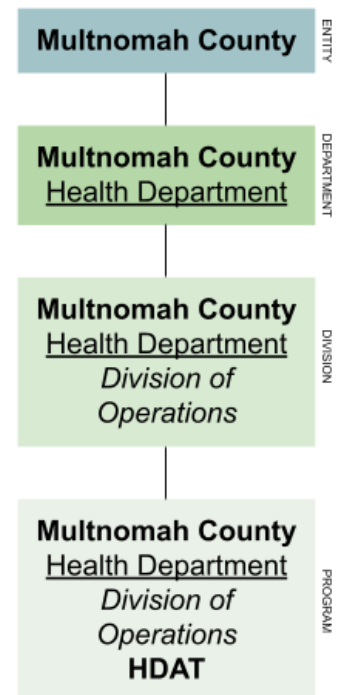 Multnomah County
ENTITY
Multnomah County
Health Department
DEPARTMENT
Multnomah County
Health Department
Division of
Operations
DIVISION
Multnomah County
Health Department
Division of
Operations
HDAT
PROGRAM